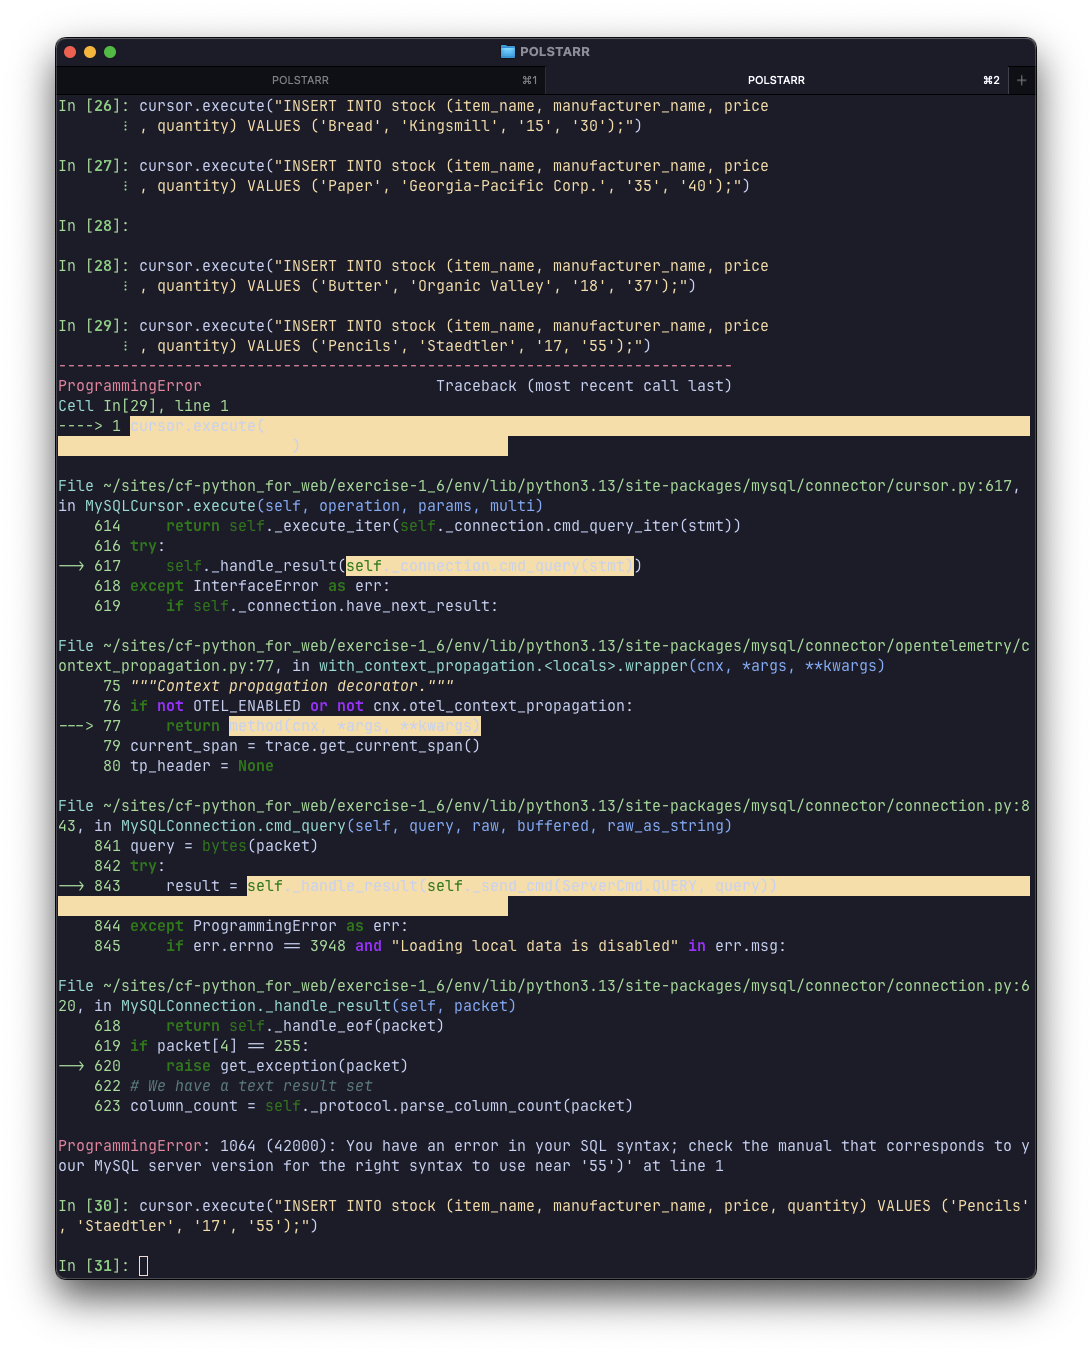 POLSTARR
POLSTARR ⌘1 POLSTARR ⌘2 +
In [26]: cursor.execute("INSERT INTO stock (item_name, manufacturer_name, price
⋮ , quantity) VALUES ('Bread', 'Kingsmill', '15', '30');")
In [27]: cursor.execute("INSERT INTO stock (item_name, manufacturer_name, price
⋮ , quantity) VALUES ('Paper', 'Georgia-Pacific Corp.', '35', '40');")
In [28]:
In [28]: cursor.execute("INSERT INTO stock (item_name, manufacturer_name, price
⋮ , quantity) VALUES ('Butter', 'Organic Valley', '18', '37');")
In [29]: cursor.execute("INSERT INTO stock (item_name, manufacturer_name, price
⋮ , quantity) VALUES ('Pencils', 'Staedtler', '17, '55');")
---------------------------------------------------------------------------
ProgrammingError                          Traceback (most recent call last)
Cell In[29], line 1
----> 1 cursor.execute(
)
File ~/sites/cf-python_for_web/exercise-1_6/env/lib/python3.13/site-packages/mysql/connector/cursor.py:617,
in MySQLCursor.execute(self, operation, params, multi)
614     return self._execute_iter(self._connection.cmd_query_iter(stmt))
616 try:
--> 617     self._handle_result(self._connection.cmd_query(stmt))
618 except InterfaceError as err:
619     if self._connection.have_next_result:
File ~/sites/cf-python_for_web/exercise-1_6/env/lib/python3.13/site-packages/mysql/connector/opentelemetry/c
ontext_propagation.py:77, in with_context_propagation.<locals>.wrapper(cnx, *args, **kwargs)
75 """Context propagation decorator."""
76 if not OTEL_ENABLED or not cnx.otel_context_propagation:
---> 77     return method(cnx, *args, **kwargs)
79 current_span = trace.get_current_span()
80 tp_header = None
File ~/sites/cf-python_for_web/exercise-1_6/env/lib/python3.13/site-packages/mysql/connector/connection.py:8
43, in MySQLConnection.cmd_query(self, query, raw, buffered, raw_as_string)
841 query = bytes(packet)
842 try:
--> 843     result = self._handle_result(self._send_cmd(ServerCmd.QUERY, query))
844 except ProgrammingError as err:
845     if err.errno == 3948 and "Loading local data is disabled" in err.msg:
File ~/sites/cf-python_for_web/exercise-1_6/env/lib/python3.13/site-packages/mysql/connector/connection.py:6
20, in MySQLConnection._handle_result(self, packet)
618     return self._handle_eof(packet)
619 if packet[4] == 255:
--> 620     raise get_exception(packet)
622 # We have a text result set
623 column_count = self._protocol.parse_column_count(packet)
ProgrammingError: 1064 (42000): You have an error in your SQL syntax; check the manual that corresponds to y
our MySQL server version for the right syntax to use near '55')' at line 1
In [30]: cursor.execute("INSERT INTO stock (item_name, manufacturer_name, price, quantity) VALUES ('Pencils'
, 'Staedtler', '17', '55');")
In [31]: